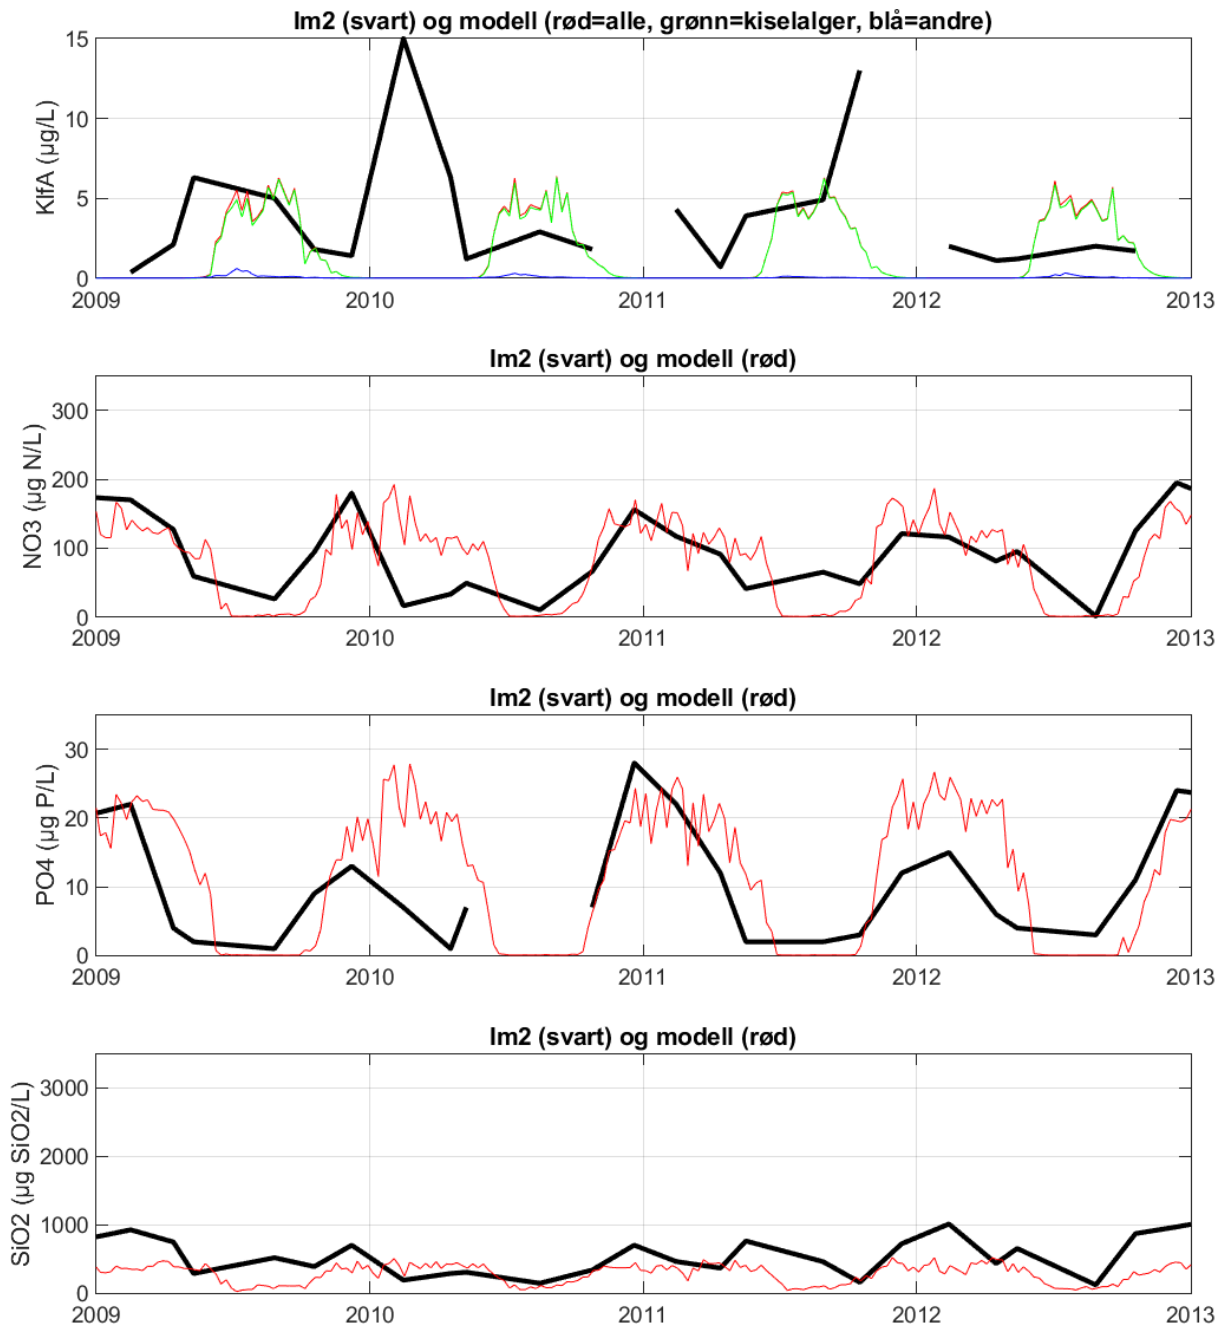 Im2 (svart) og modell (rød=alle, grønn=kiselalger, blå=andre)
15
10
5
0
KlfA (µg/L)
2009 2010 2011 2012 2013
Im2 (svart) og modell (rød)
300
200
100
0
NO3 (µg N/L)
2009 2010 2011 2012 2013
Im2 (svart) og modell (rød)
30
20
10
0
PO4 (µg P/L)
2009 2010 2011 2012 2013
Im2 (svart) og modell (rød)
3000
2000
1000
0
SiO2 (µg SiO2/L)
2009 2010 2011 2012 2013